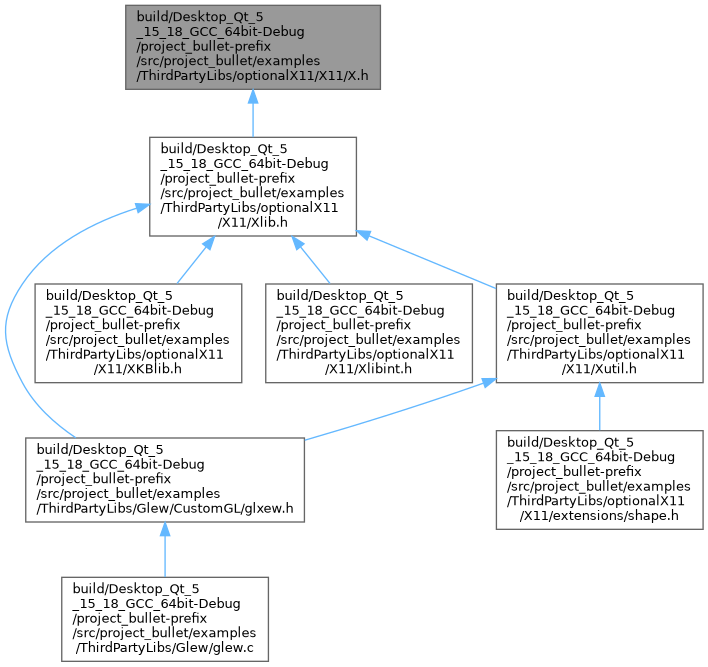 build/Desktop_Qt_5
_15_18_GCC_64bit-Debug
/project_bullet-prefix
/src/project_bullet/examples
/ThirdPartyLibs/optionalX11/X11/X.h
build/Desktop_Qt_5
_15_18_GCC_64bit-Debug
/project_bullet-prefix
/src/project_bullet/examples
/ThirdPartyLibs/optionalX11
/X11/Xlib.h
build/Desktop_Qt_5
_15_18_GCC_64bit-Debug
/project_bullet-prefix
/src/project_bullet/examples
/ThirdPartyLibs/optionalX11
/X11/XKBlib.h
build/Desktop_Qt_5
_15_18_GCC_64bit-Debug
/project_bullet-prefix
/src/project_bullet/examples
/ThirdPartyLibs/optionalX11
/X11/Xlibint.h
build/Desktop_Qt_5
_15_18_GCC_64bit-Debug
/project_bullet-prefix
/src/project_bullet/examples
/ThirdPartyLibs/optionalX11
/X11/Xutil.h
build/Desktop_Qt_5
_15_18_GCC_64bit-Debug
/project_bullet-prefix
/src/project_bullet/examples
/ThirdPartyLibs/Glew/CustomGL/glxew.h
build/Desktop_Qt_5
_15_18_GCC_64bit-Debug
/project_bullet-prefix
/src/project_bullet/examples
/ThirdPartyLibs/optionalX11
/X11/extensions/shape.h
build/Desktop_Qt_5
_15_18_GCC_64bit-Debug
/project_bullet-prefix
/src/project_bullet/examples
/ThirdPartyLibs/Glew/glew.c